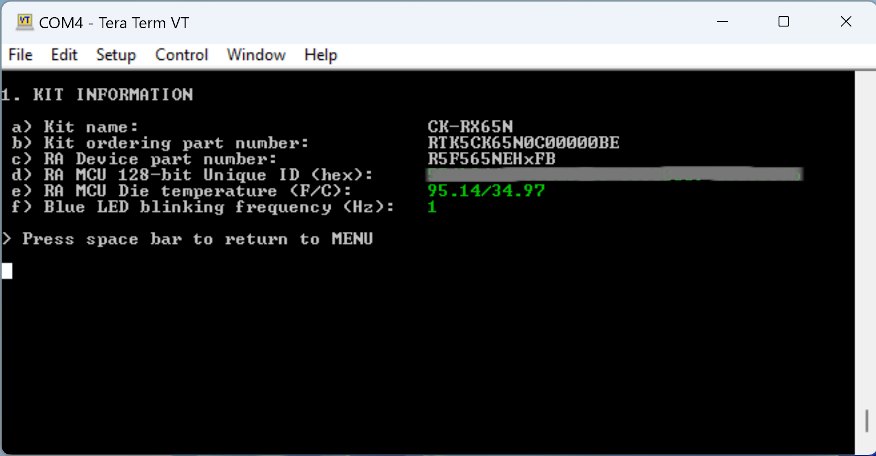 COM4 - Tera Term VT
File Edit Setup Control Window Help
1. KIT INFORMATION
a) Kit name: CK-RX65N
b) Kit ordering part number: RTK5CK65N0C00000BE
c) RA Device part number: R5F565NEHxFB
d) RA MCU 128-bit Unique ID (hex):
e) RA MCU Die temperature (F/C): 95.14/34.97
f) Blue LED blinking frequency (Hz): 1
> Press space bar to return to MENU